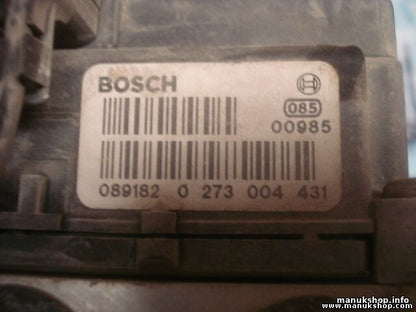 BOSCH
085
00985
089182 0 273 004 431
manukshop.info/
www.manukshop.com/